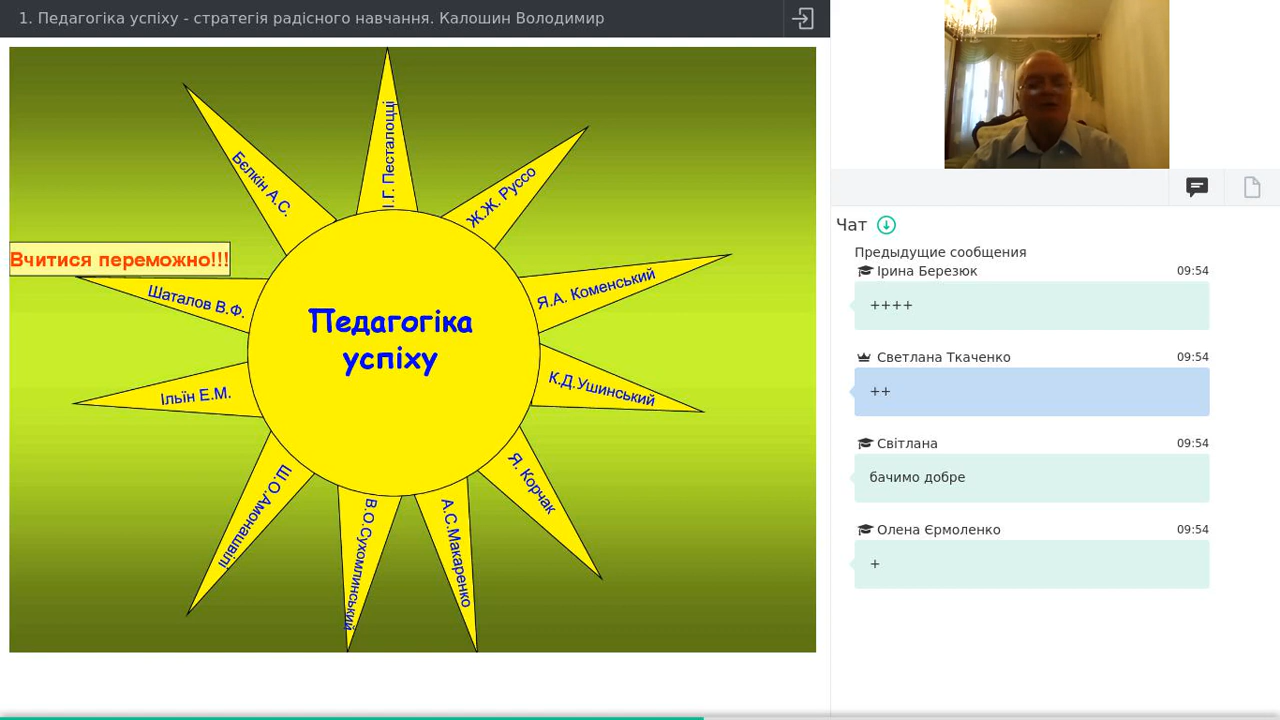 1. Педагогіка успіху - стратегія радісного навчання. Калошин Володимир
І.Г. Песталоцці
Ж.Ж. Руссо
Я.А. Коменський
К.Д.Ушинський
Я. Корчак
А.С.Макаренко
В.О.Сухомлинський
Ш.О.Амонашвілі
Ільїн Е.М.
Шаталов В.Ф.
Бєлкін А.С.
Вчитися переможно!!!
Педагогіка
успіху
Чат
Предыдущие сообщения
Ірина Березюк 09:54
++++
Светлана Ткаченко 09:54
++
Світлана 09:54
бачимо добре
Олена Єрмоленко 09:54
+